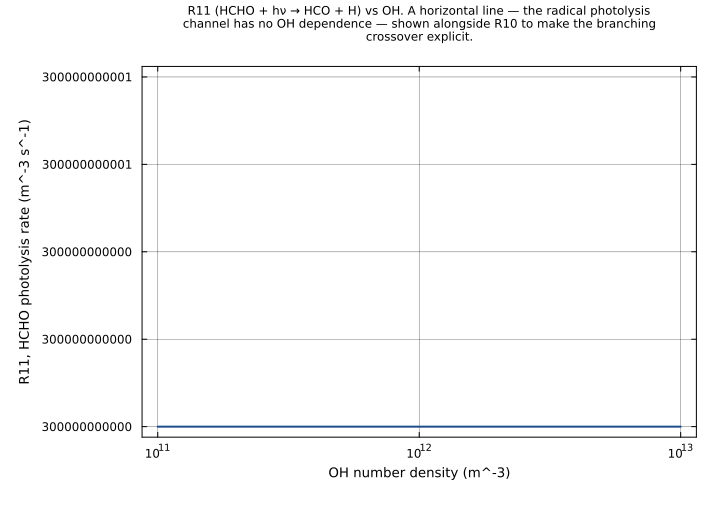 R11 (HCHO + hν → HCO + H) vs OH. A horizontal line — the radical photolysis
channel has no OH dependence — shown alongside R10 to make the branching
crossover explicit.
R11, HCHO photolysis rate (m^-3 s^-1)
300000000001
300000000001
300000000000
300000000000
300000000000
10^11
10^12
10^13
OH number density (m^-3)